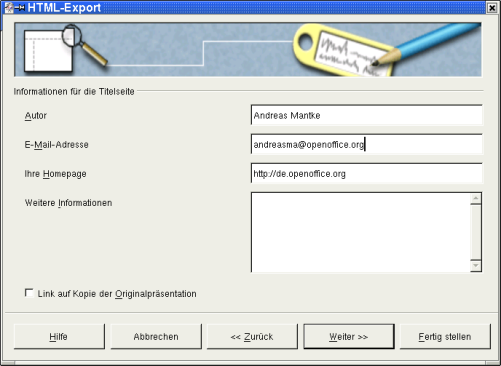 HTML-Export
Informationen für die Titelseite
Autor
Andreas Mantke
E-Mail-Adresse
andreasma@openoffice.org
Ihre Homepage
http://de.openoffice.org
Weitere Informationen
Link auf Kopie der Originalpräsentation
Hilfe
Abbrechen
<< Zurück
Weiter >>
Fertig stellen